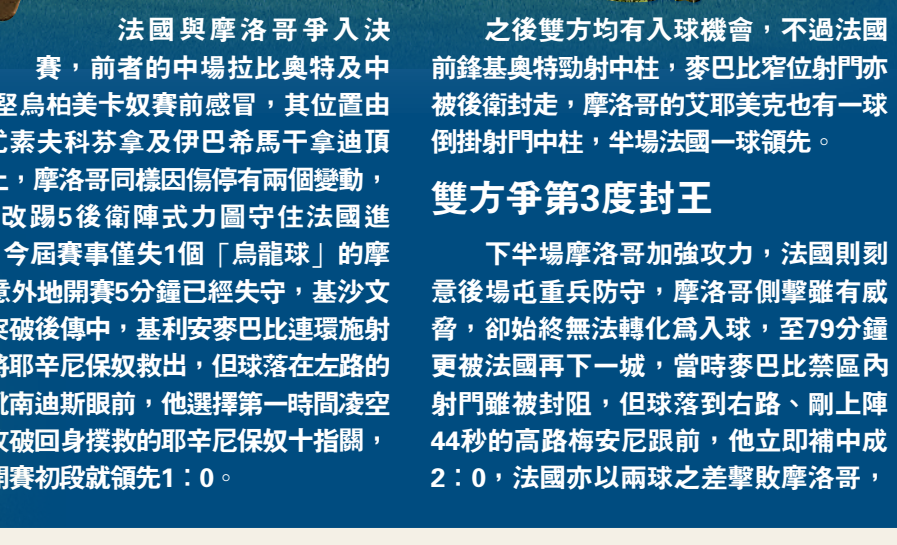 法國與摩洛哥爭入決
賽，前者的中場拉比奧特及中
堅烏柏美卡奴賽前感冒，其位置由
尤素夫科芬拿及伊巴希馬干拿迪頂
上，摩洛哥同樣因傷停有兩個變動，
改踢5後衛陣式力圖守住法國進
今屆賽事僅失1個「烏龍球」的摩
意外地開賽5分鐘已經失守，基沙文
突破後傳中，基利安麥巴比連環施射
將耶辛尼保奴救出，但球落在左路的
南迪斯眼前，他選擇第一時間凌空
攻破回身撲救的耶辛尼保奴十指關，
開賽初段就領先1：0。
之後雙方均有入球機會，不過法國
前鋒基奧特勁射中柱，麥巴比窄位射門亦
被後衛封走，摩洛哥的艾耶美克也有一球
倒掛射門中柱，半場法國一球領先。
雙方爭第3度封王
下半場摩洛哥加強攻力，法國則刻
意後場屯重兵防守，摩洛哥側擊雖有威
脅，卻始終無法轉化爲入球，至79分鐘
更被法國再下一城，當時麥巴比禁區內
射門雖被封阻，但球落到右路、剛上陣
44秒的高路梅安尼跟前，他立即補中成
2：0，法國亦以兩球之差擊敗摩洛哥，